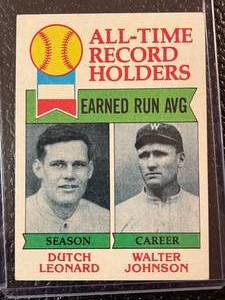 ALL-TIME
RECORD
HOLDERS
EARNED RUN AVG
W
SEASON
CAREER
DUTCH
LEONARD
WALTER
JOHNSON